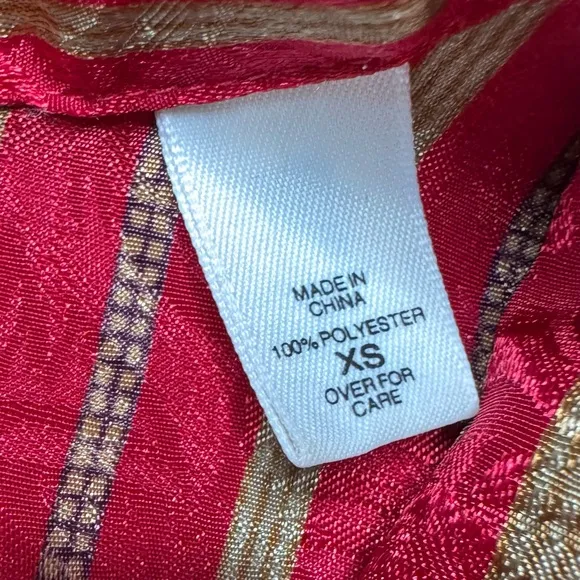 MADE IN
CHINA
100% POLYESTER
XS
OVER FOR
CARE